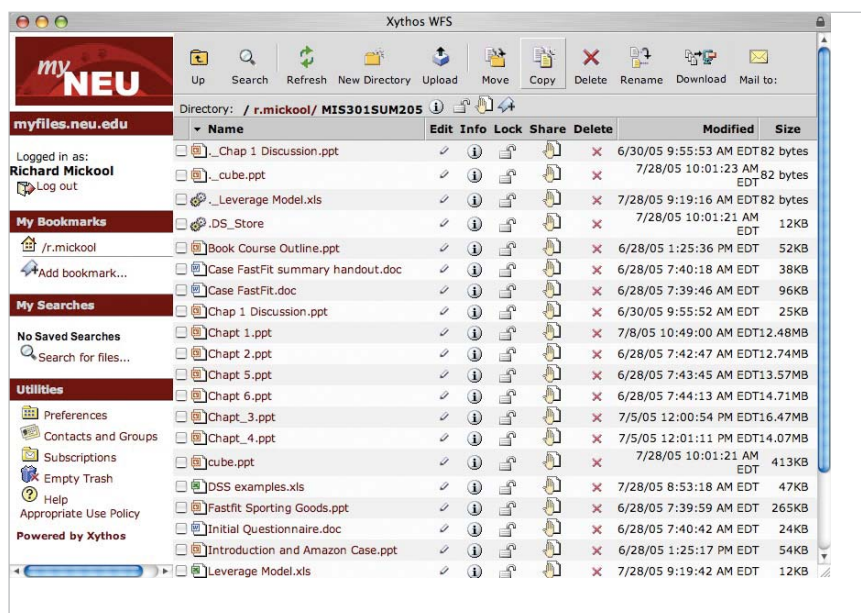 Xythos WFS
my NEU
Up Search Refresh New Directory Upload Move Copy Delete Rename Download Mail to:
Directory: / r.mickool/ MIS301SUM205
myfiles.neu.edu
Name Edit Info Lock Share Delete Modified Size
Logged in as:
Richard Mickool
Log out
My Bookmarks
/r.mickool
Add bookmark...
My Searches
No Saved Searches
Search for files...
Utilities
Preferences
Contacts and Groups
Subscriptions
Empty Trash
Help
Appropriate Use Policy
Powered by Xythos
._Chap 1 Discussion.ppt 6/30/05 9:55:53 AM EDT 82 bytes
._cube.ppt 7/28/05 10:01:23 AM EDT 82 bytes
._Leverage Model.xls 7/28/05 9:19:16 AM EDT 82 bytes
.DS_Store 7/28/05 10:01:21 AM EDT 12KB
Book Course Outline.ppt 6/28/05 1:25:36 PM EDT 52KB
Case FastFit summary handout.doc 6/28/05 7:40:18 AM EDT 38KB
Case FastFit.doc 6/28/05 7:39:46 AM EDT 96KB
Chap 1 Discussion.ppt 6/30/05 9:55:52 AM EDT 25KB
Chapt 1.ppt 7/8/05 10:49:00 AM EDT 12.48MB
Chapt 2.ppt 6/28/05 7:42:47 AM EDT 12.74MB
Chapt 5.ppt 6/28/05 7:43:45 AM EDT 13.57MB
Chapt 6.ppt 6/28/05 7:44:13 AM EDT 14.71MB
Chapt_3.ppt 7/5/05 12:00:54 PM EDT 16.47MB
Chapt_4.ppt 7/5/05 12:01:11 PM EDT 14.07MB
cube.ppt 7/28/05 10:01:21 AM EDT 413KB
DSS examples.xls 7/28/05 8:53:18 AM EDT 47KB
Fastfit Sporting Goods.ppt 6/28/05 7:39:59 AM EDT 265KB
Initial Questionnaire.doc 6/28/05 7:40:42 AM EDT 24KB
Introduction and Amazon Case.ppt 6/28/05 1:25:17 PM EDT 54KB
Leverage Model.xls 7/28/05 9:19:42 AM EDT 12KB